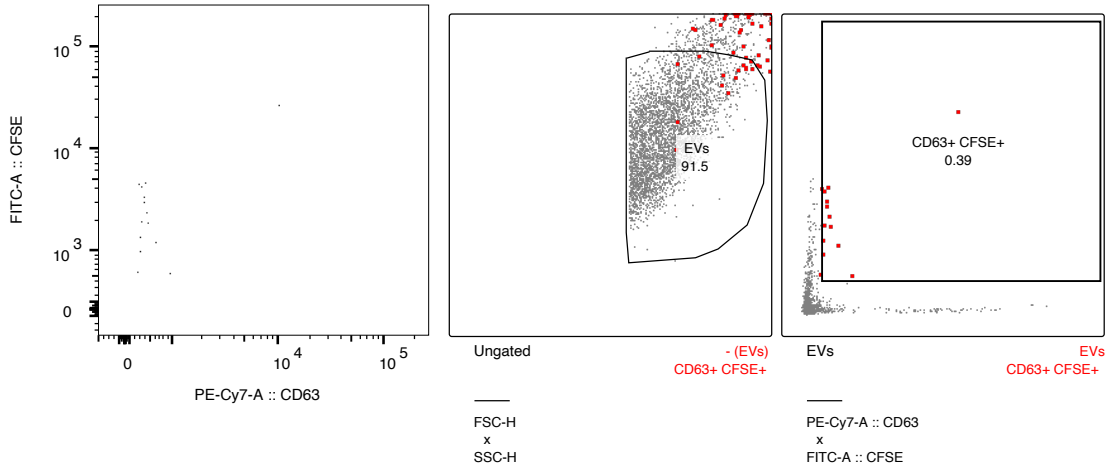 FITC-A :: CFSE
10^5
10^4
10^3
0
0
10^4
10^5
PE-Cy7-A :: CD63
EVs
91.5
Ungated
- (EVs)
CD63+ CFSE+
FSC-H
x
SSC-H
CD63+ CFSE+
0.39
EVs
EVs
CD63+ CFSE+
PE-Cy7-A :: CD63
x
FITC-A :: CFSE